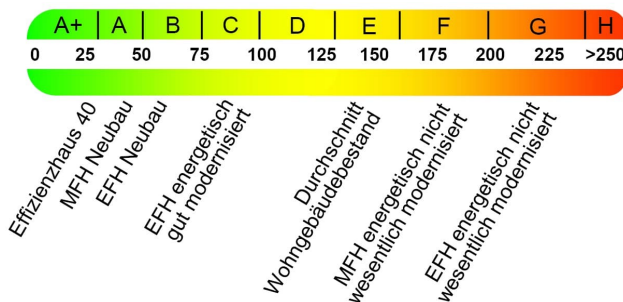 A+ A B C D E F G H
0 25 50 75 100 125 150 175 200 225 >250
Effizienzhaus 40
MFH Neubau
EFH Neubau
EFH energetisch
gut modernisiert
Durchschnitt
Wohngebäudebestand
MFH energetisch nicht
wesentlich modernisiert
EFH energetisch nicht
wesentlich modernisiert